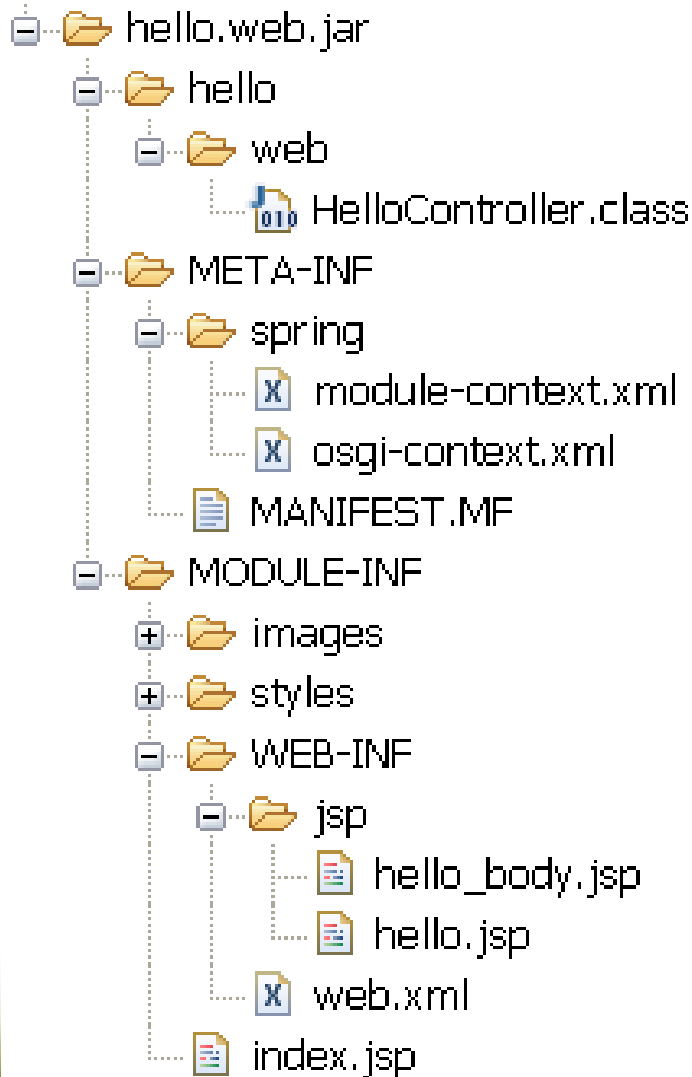 hello.web.jar
hello
web
HelloController.class
META-INF
spring
module-context.xml
osgi-context.xml
MANIFEST.MF
MODULE-INF
images
styles
WEB-INF
jsp
hello_body.jsp
hello.jsp
web.xml
index.jsp